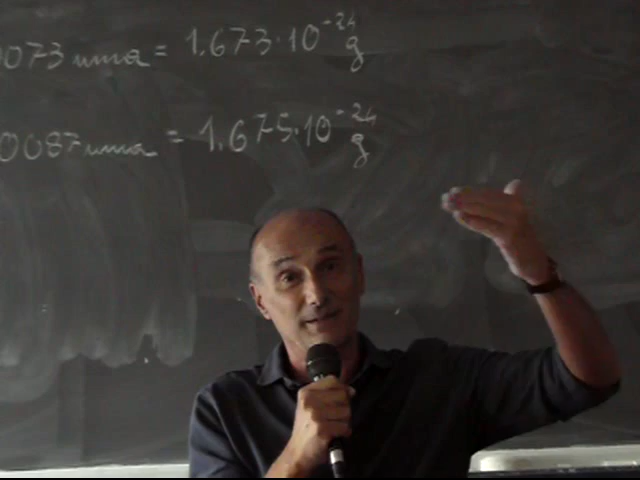 0073 uma = 1.673·10⁻²⁴ g
0087 uma = 1.675·10⁻²⁴ g